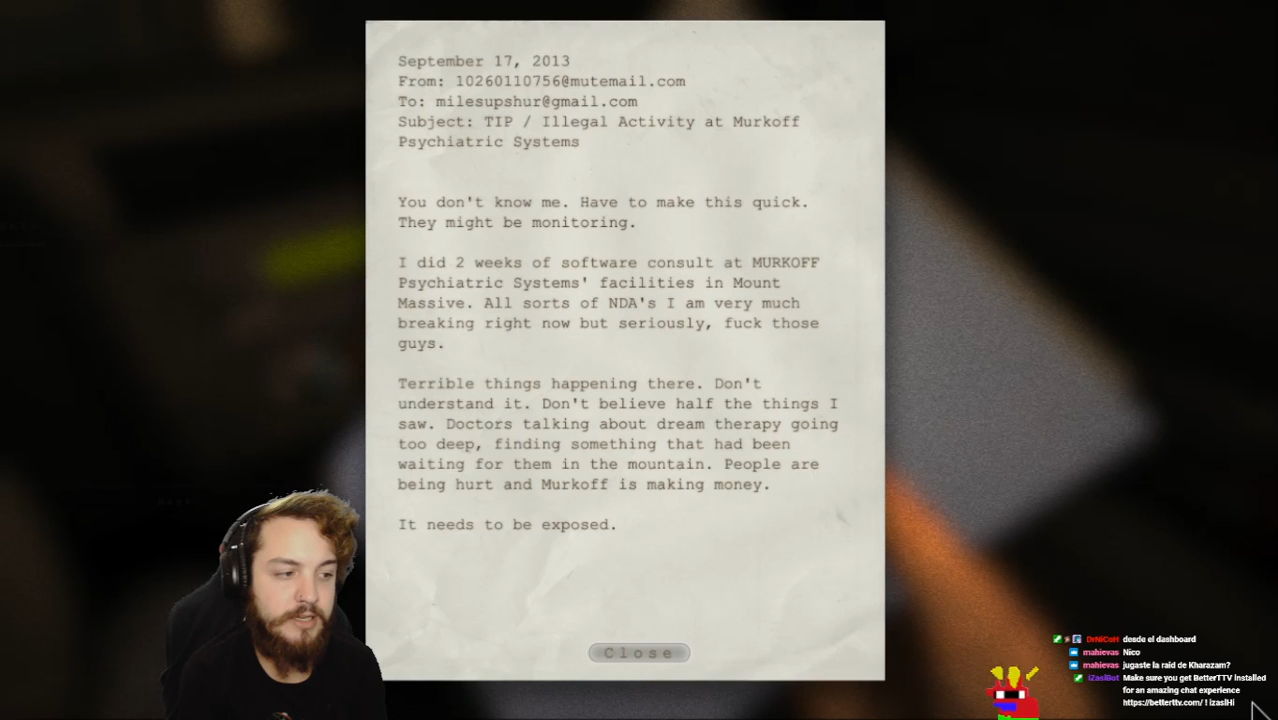 September 17, 2013
From: 10260110756@mutemail.com
To: milesupshur@gmail.com
Subject: TIP / Illegal Activity at Murkoff
Psychiatric Systems
You don't know me. Have to make this quick.
They might be monitoring.
I did 2 weeks of software consult at MURKOFF
Psychiatric Systems' facilities in Mount
Massive. All sorts of NDA's I am very much
breaking right now but seriously, fuck those
guys.
Terrible things happening there. Don't
understand it. Don't believe half the things I
saw. Doctors talking about dream therapy going
too deep, finding something that had been
waiting for them in the mountain. People are
being hurt and Murkoff is making money.
It needs to be exposed.
Close
DrNiCoH desde el dashboard
mahievas Nico
mahievas jugaste la raid de Kharazam?
iZaslBot Make sure you get BetterTTV installed
for an amazing chat experience
https://betterttv.com/ ! izaslHi